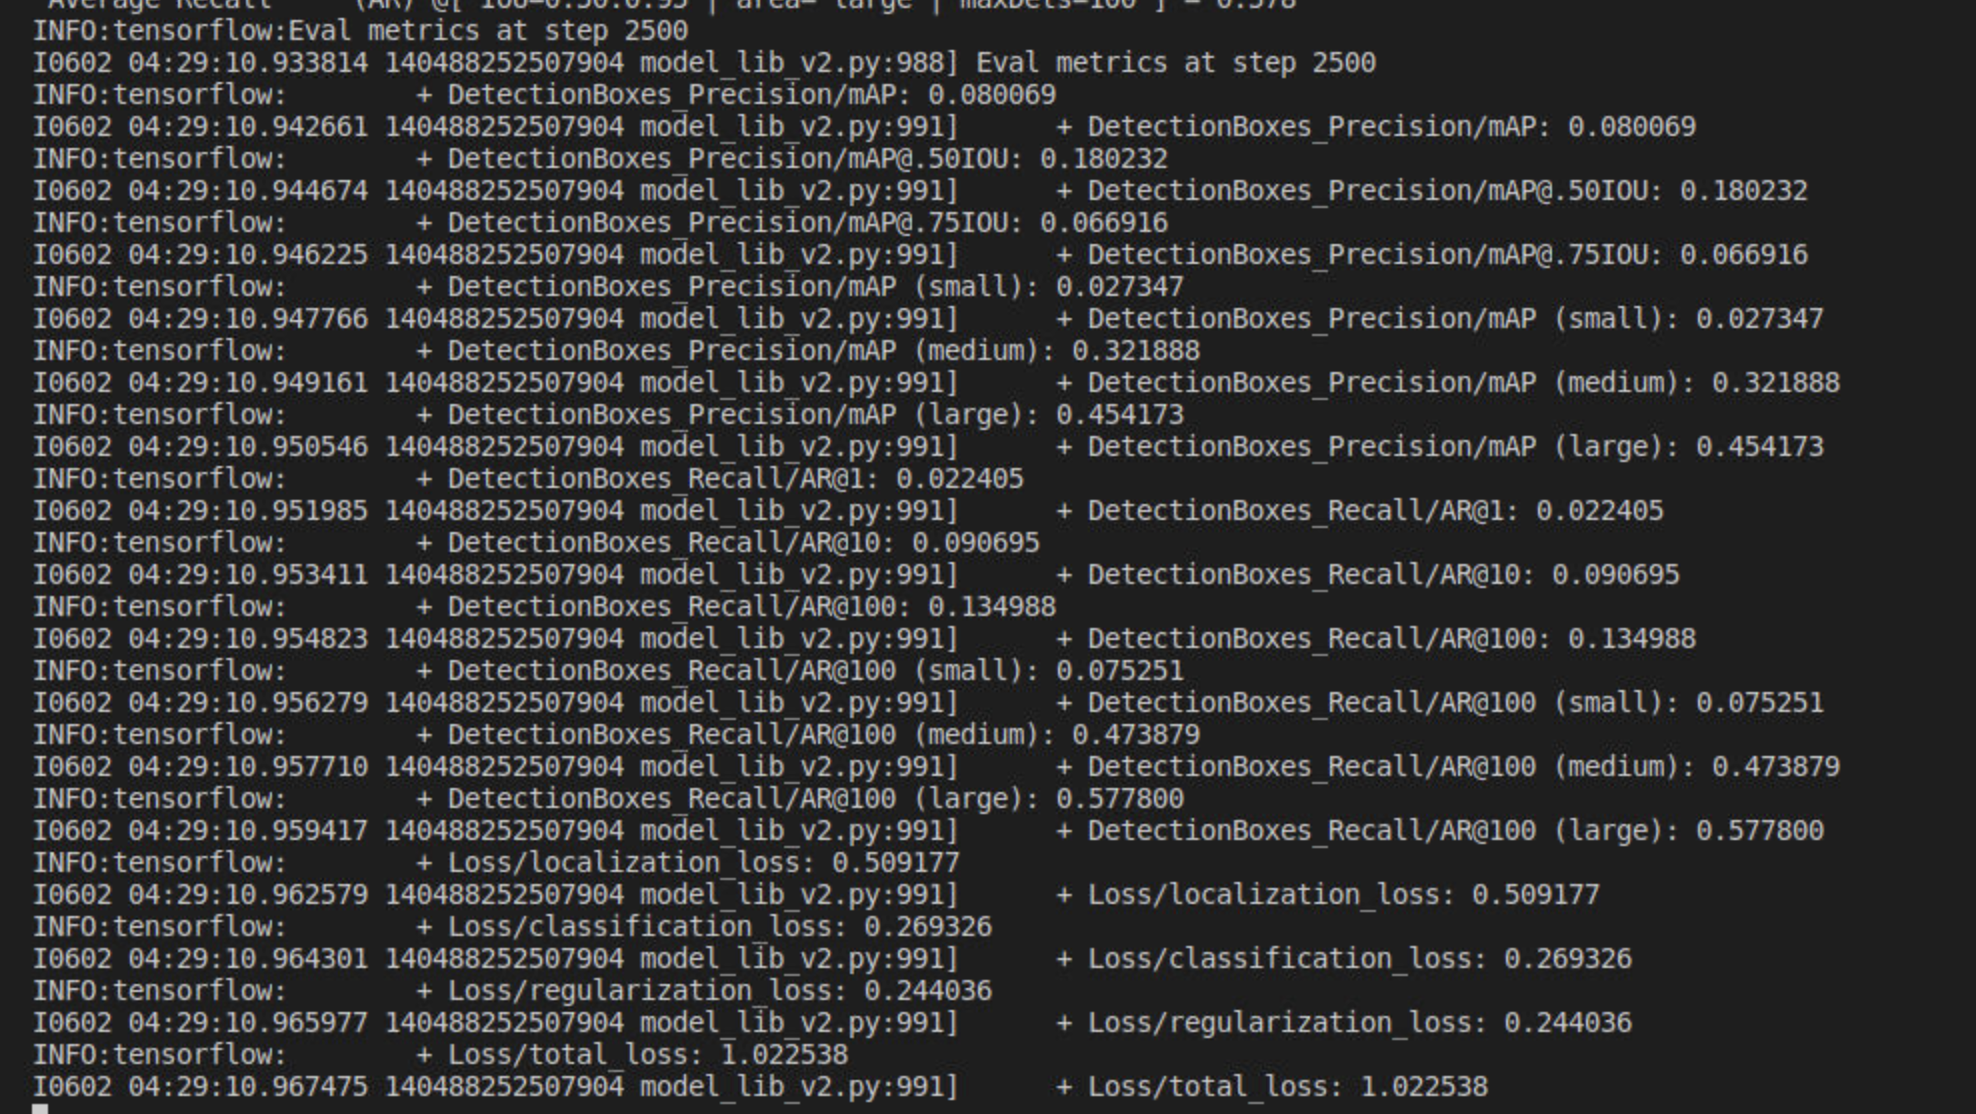 Average Recall     (AR) @[ IoU=0.50:0.95 | area= large | maxDets=100 ] = 0.578
INFO:tensorflow:Eval metrics at step 2500
I0602 04:29:10.933814 140488252507904 model_lib_v2.py:988] Eval metrics at step 2500
INFO:tensorflow:        + DetectionBoxes_Precision/mAP: 0.080069
I0602 04:29:10.942661 140488252507904 model_lib_v2.py:991]      + DetectionBoxes_Precision/mAP: 0.080069
INFO:tensorflow:        + DetectionBoxes_Precision/mAP@.50IOU: 0.180232
I0602 04:29:10.944674 140488252507904 model_lib_v2.py:991]      + DetectionBoxes_Precision/mAP@.50IOU: 0.180232
INFO:tensorflow:        + DetectionBoxes_Precision/mAP@.75IOU: 0.066916
I0602 04:29:10.946225 140488252507904 model_lib_v2.py:991]      + DetectionBoxes_Precision/mAP@.75IOU: 0.066916
INFO:tensorflow:        + DetectionBoxes_Precision/mAP (small): 0.027347
I0602 04:29:10.947766 140488252507904 model_lib_v2.py:991]      + DetectionBoxes_Precision/mAP (small): 0.027347
INFO:tensorflow:        + DetectionBoxes_Precision/mAP (medium): 0.321888
I0602 04:29:10.949161 140488252507904 model_lib_v2.py:991]      + DetectionBoxes_Precision/mAP (medium): 0.321888
INFO:tensorflow:        + DetectionBoxes_Precision/mAP (large): 0.454173
I0602 04:29:10.950546 140488252507904 model_lib_v2.py:991]      + DetectionBoxes_Precision/mAP (large): 0.454173
INFO:tensorflow:        + DetectionBoxes_Recall/AR@1: 0.022405
I0602 04:29:10.951985 140488252507904 model_lib_v2.py:991]      + DetectionBoxes_Recall/AR@1: 0.022405
INFO:tensorflow:        + DetectionBoxes_Recall/AR@10: 0.090695
I0602 04:29:10.953411 140488252507904 model_lib_v2.py:991]      + DetectionBoxes_Recall/AR@10: 0.090695
INFO:tensorflow:        + DetectionBoxes_Recall/AR@100: 0.134988
I0602 04:29:10.954823 140488252507904 model_lib_v2.py:991]      + DetectionBoxes_Recall/AR@100: 0.134988
INFO:tensorflow:        + DetectionBoxes_Recall/AR@100 (small): 0.075251
I0602 04:29:10.956279 140488252507904 model_lib_v2.py:991]      + DetectionBoxes_Recall/AR@100 (small): 0.075251
INFO:tensorflow:        + DetectionBoxes_Recall/AR@100 (medium): 0.473879
I0602 04:29:10.957710 140488252507904 model_lib_v2.py:991]      + DetectionBoxes_Recall/AR@100 (medium): 0.473879
INFO:tensorflow:        + DetectionBoxes_Recall/AR@100 (large): 0.577800
I0602 04:29:10.959417 140488252507904 model_lib_v2.py:991]      + DetectionBoxes_Recall/AR@100 (large): 0.577800
INFO:tensorflow:        + Loss/localization_loss: 0.509177
I0602 04:29:10.962579 140488252507904 model_lib_v2.py:991]      + Loss/localization_loss: 0.509177
INFO:tensorflow:        + Loss/classification_loss: 0.269326
I0602 04:29:10.964301 140488252507904 model_lib_v2.py:991]      + Loss/classification_loss: 0.269326
INFO:tensorflow:        + Loss/regularization_loss: 0.244036
I0602 04:29:10.965977 140488252507904 model_lib_v2.py:991]      + Loss/regularization_loss: 0.244036
INFO:tensorflow:        + Loss/total_loss: 1.022538
I0602 04:29:10.967475 140488252507904 model_lib_v2.py:991]      + Loss/total_loss: 1.022538